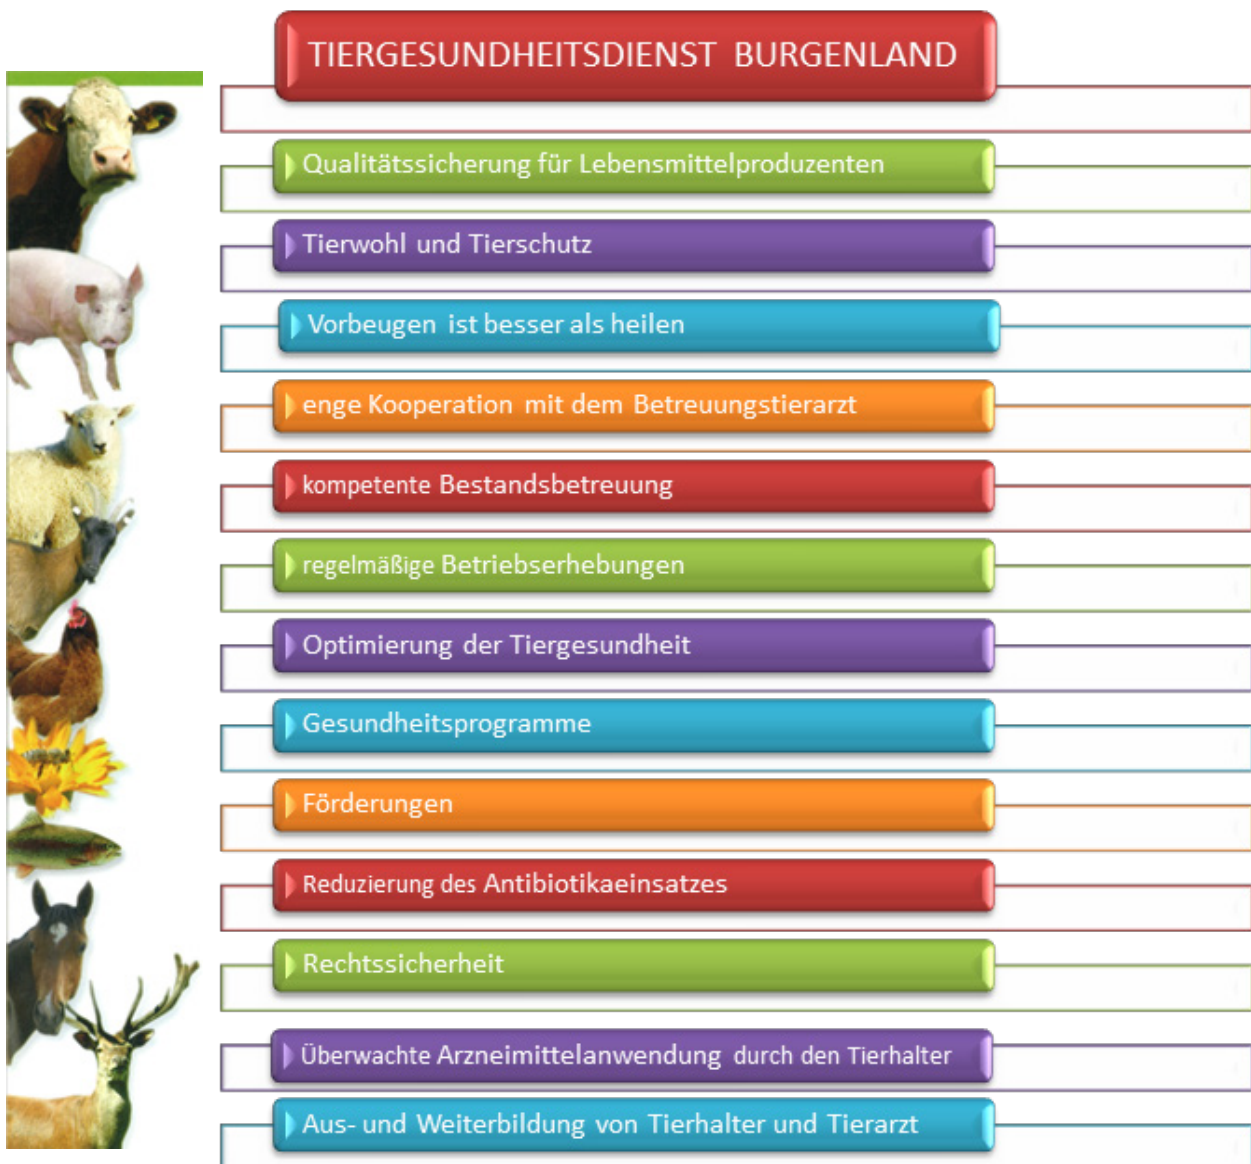 TIERGESUNDHEITSDIENST BURGENLAND
Qualitätssicherung für Lebensmittelproduzenten
Tierwohl und Tierschutz
Vorbeugen ist besser als heilen
enge Kooperation mit dem Betreuungstierarzt
kompetente Bestandsbetreuung
regelmäßige Betriebserhebungen
Optimierung der Tiergesundheit
Gesundheitsprogramme
Förderungen
Reduzierung des Antibiotikaeinsatzes
Rechtssicherheit
Überwachte Arzneimittelanwendung durch den Tierhalter
Aus- und Weiterbildung von Tierhalter und Tierarzt